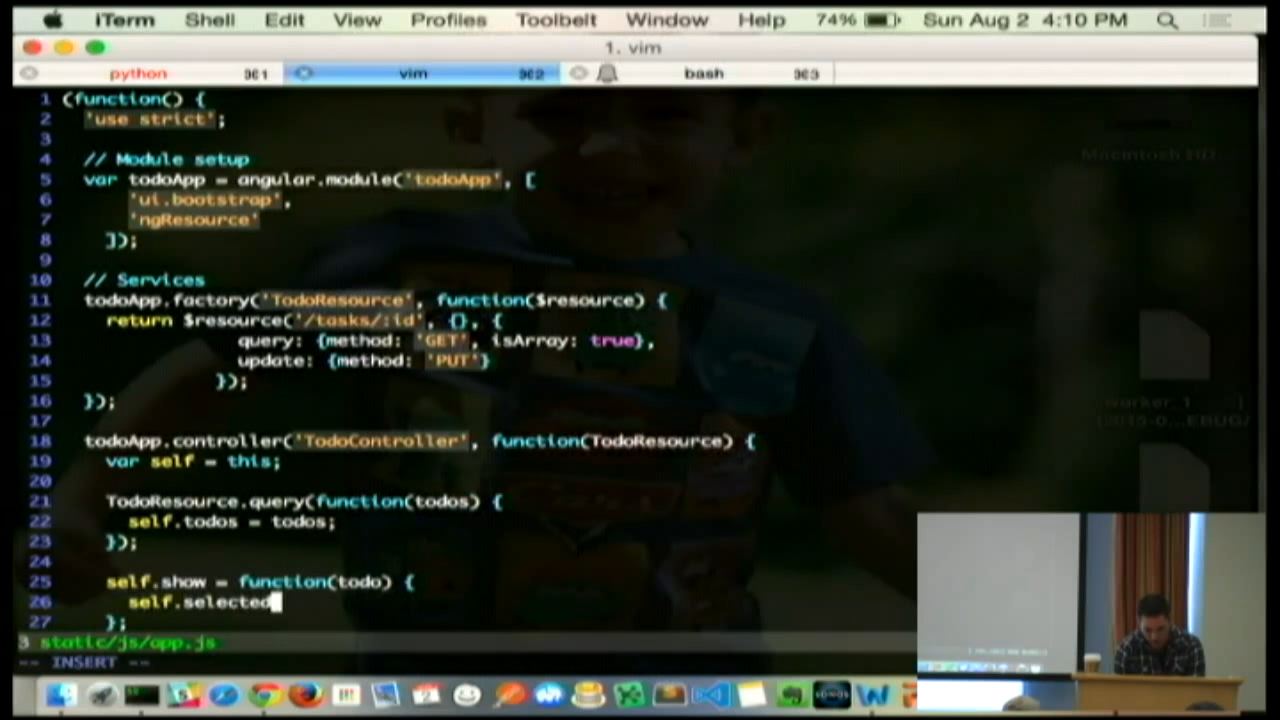 iTerm Shell Edit View Profiles Toolbelt Window Help 74% Sun Aug 2 4:10 PM
1. vim
python ⌘1 vim ⌘2 bash ⌘3
1 (function() {
2 'use strict';
3
4 // Module setup
5 var todoApp = angular.module('todoApp', [
6 'ui.bootstrap',
7 'ngResource'
8 ]);
9
10 // Services
11 todoApp.factory('TodoResource', function($resource) {
12 return $resource('/tasks/:id', {}, {
13 query: {method: 'GET', isArray: true},
14 update: {method: 'PUT'}
15 });
16 });
17
18 todoApp.controller('TodoController', function(TodoResource) {
19 var self = this;
20
21 TodoResource.query(function(todos) {
22 self.todos = todos;
23 });
24
25 self.show = function(todo) {
26 self.selected
27 };
3 static/js/app.js
-- INSERT --
Macintosh HD
worker_1
SONOS